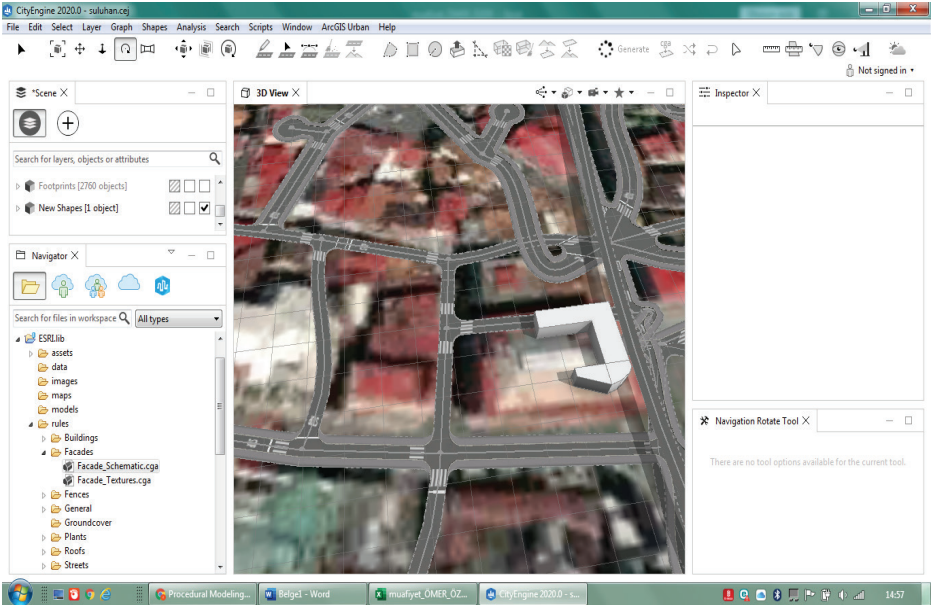 CityEngine 2020.0 - suluhan.cej
File Edit Select Layer Graph Shapes Analysis Search Scripts Window ArcGIS Urban Help
Generate
Not signed in
*Scene
3D View
Inspector
Search for layers, objects or attributes
Footprints [2760 objects]
New Shapes [1 object]
Navigator
Search for files in workspace
All types
ESRI.lib
assets
data
images
maps
models
rules
Buildings
Facades
Facade_Schematic.cga
Facade_Textures.cga
Fences
General
Groundcover
Plants
Roofs
Streets
Navigation Rotate Tool
There are no tool options available for the current tool.
Procedural Modeling...
Belge1 - Word
muafiyet_ÖMER_ÖZ...
CityEngine 2020.0 - s...
14:57